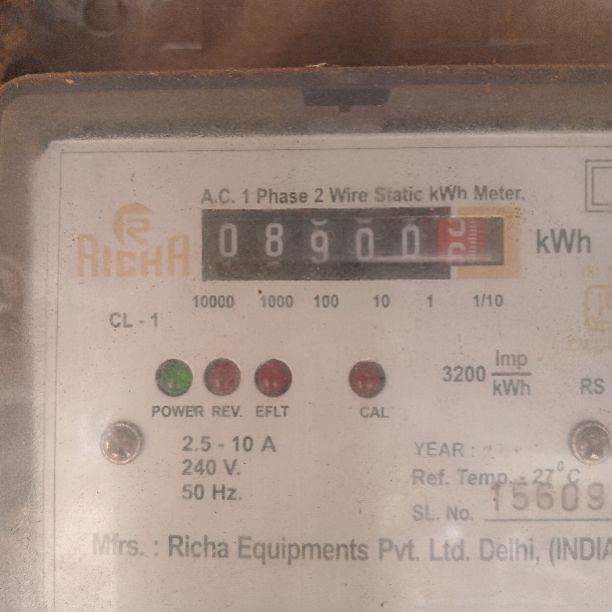 A.C. 1 Phase 2 Wire Static kWh Meter.
RICHA
0 8 9 0 0 kWh
10000 1000 100 10 1 1/10
CL - 1
3200 Imp/kWh
POWER REV. EFLT CAL
RS
2.5 - 10 A
240 V.
50 Hz.
YEAR :
Ref. Temp. - 27°C
SL. No. 15609
Mfrs. : Richa Equipments Pvt. Ltd. Delhi, (INDIA